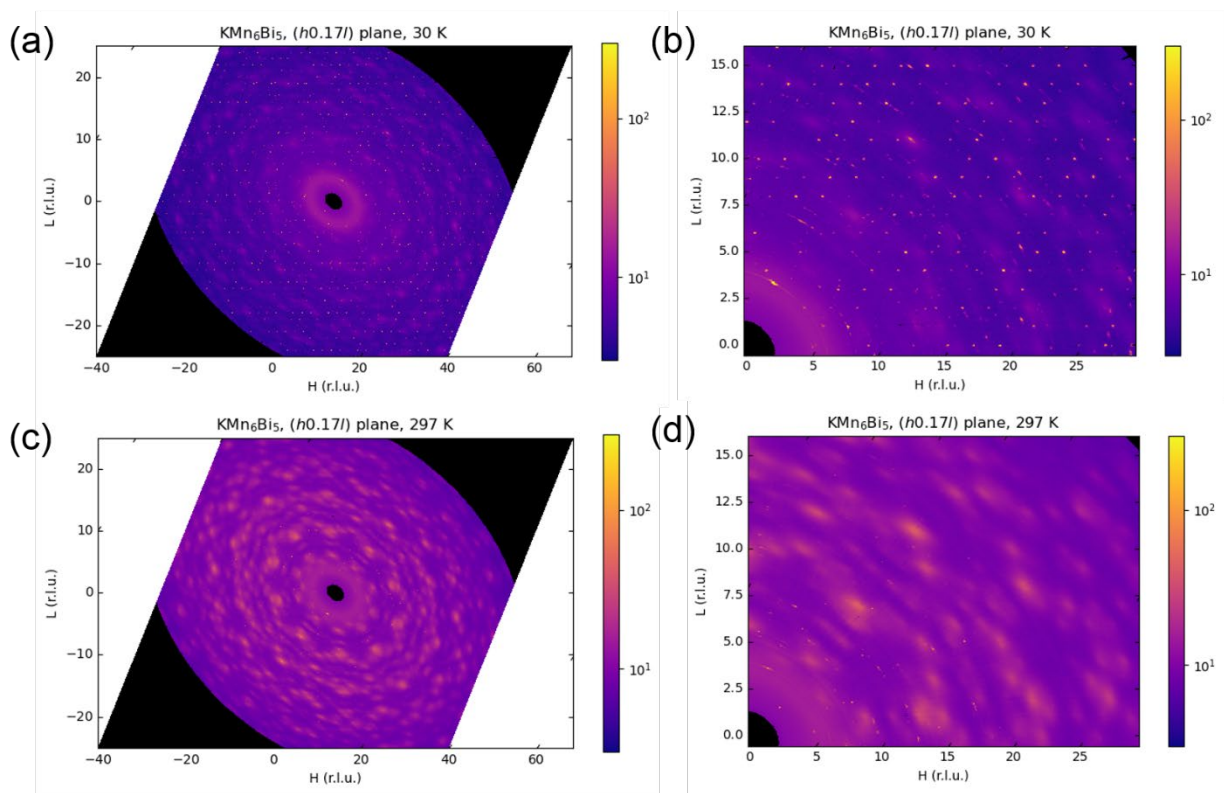 (a)
KMn₆Bi₅, (h0.17l) plane, 30 K
20
10
0
−10
−20
L (r.l.u.)
−40 −20 0 20 40 60
H (r.l.u.)
10²
10¹
(b)
KMn₆Bi₅, (h0.17l) plane, 30 K
15.0
12.5
10.0
7.5
5.0
2.5
0.0
L (r.l.u.)
0 5 10 15 20 25
H (r.l.u.)
10²
10¹
(c)
KMn₆Bi₅, (h0.17l) plane, 297 K
20
10
0
−10
−20
L (r.l.u.)
−40 −20 0 20 40 60
H (r.l.u.)
10²
10¹
(d)
KMn₆Bi₅, (h0.17l) plane, 297 K
15.0
12.5
10.0
7.5
5.0
2.5
0.0
L (r.l.u.)
0 5 10 15 20 25
H (r.l.u.)
10²
10¹